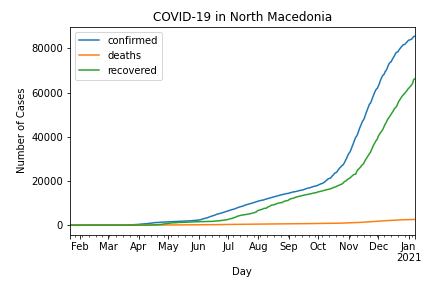 COVID-19 in North Macedonia
confirmed
deaths
recovered
Number of Cases
80000
60000
40000
20000
0
Feb Mar Apr May Jun Jul Aug Sep Oct Nov Dec Jan
2021
Day